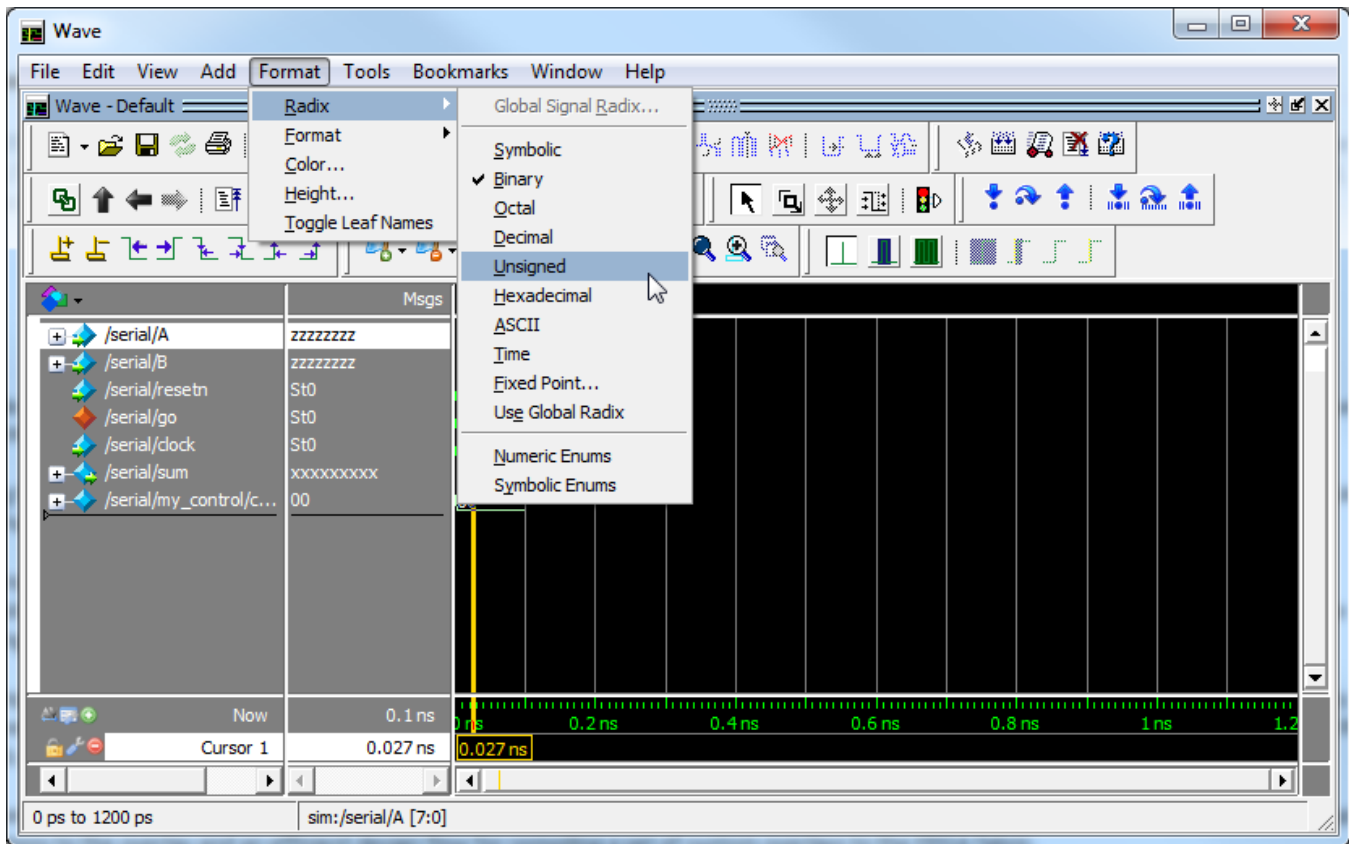 Wave
File Edit View Add Format Tools Bookmarks Window Help
Wave - Default
Radix
Format
Color...
Height...
Toggle Leaf Names
Global Signal Radix...
Symbolic
Binary
Octal
Decimal
Unsigned
Hexadecimal
ASCII
Time
Fixed Point...
Use Global Radix
Numeric Enums
Symbolic Enums
Msgs
/serial/A zzzzzzzz
/serial/B zzzzzzzz
/serial/resetn St0
/serial/go St0
/serial/clock St0
/serial/sum xxxxxxxxx
/serial/my_control/c... 00
Now 0.1 ns
0.2 ns 0.4 ns 0.6 ns 0.8 ns 1 ns 1.2
Cursor 1 0.027 ns 0.027 ns
0 ps to 1200 ps sim:/serial/A [7:0]